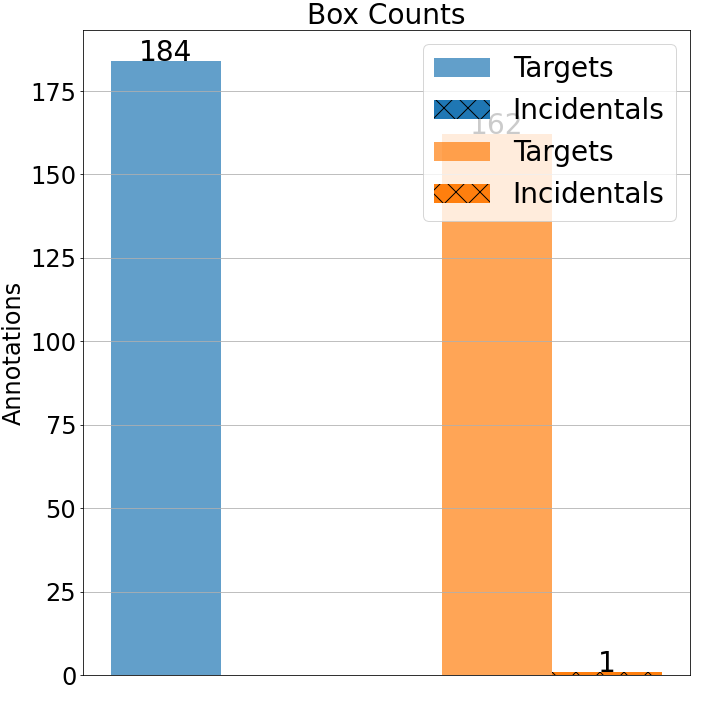 Box Counts
184
Targets
Incidentals
162
Targets
Incidentals
175
150
125
100
75
50
25
0
Annotations
1